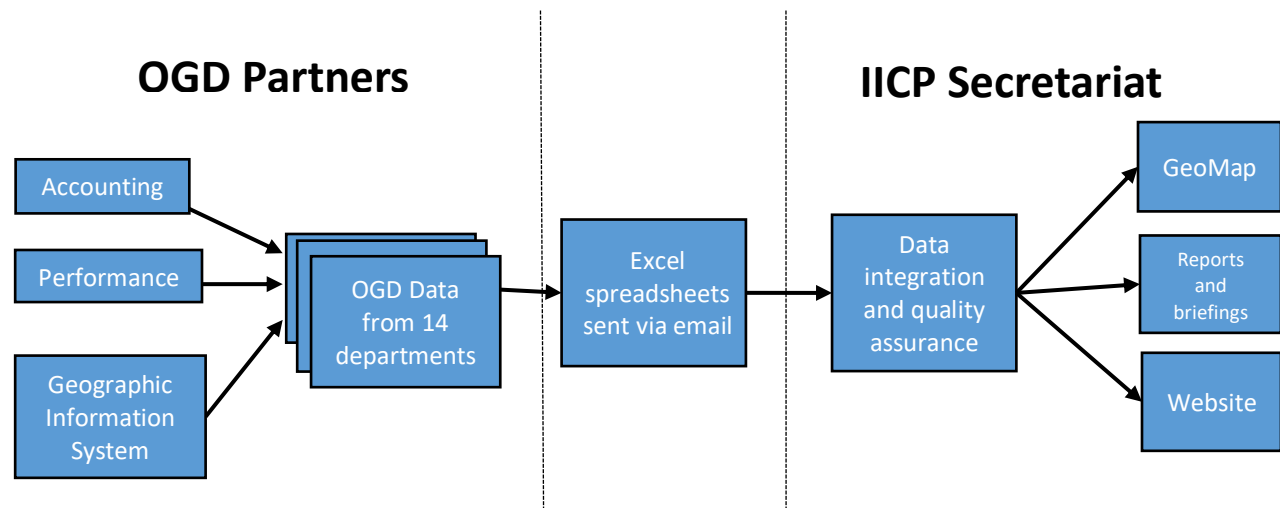 OGD Partners
IICP Secretariat
Accounting
Performance
Geographic
Information
System
OGD Data
from 14
departments
Excel
spreadsheets
sent via email
Data
integration
and quality
assurance
GeoMap
Reports
and
briefings
Website